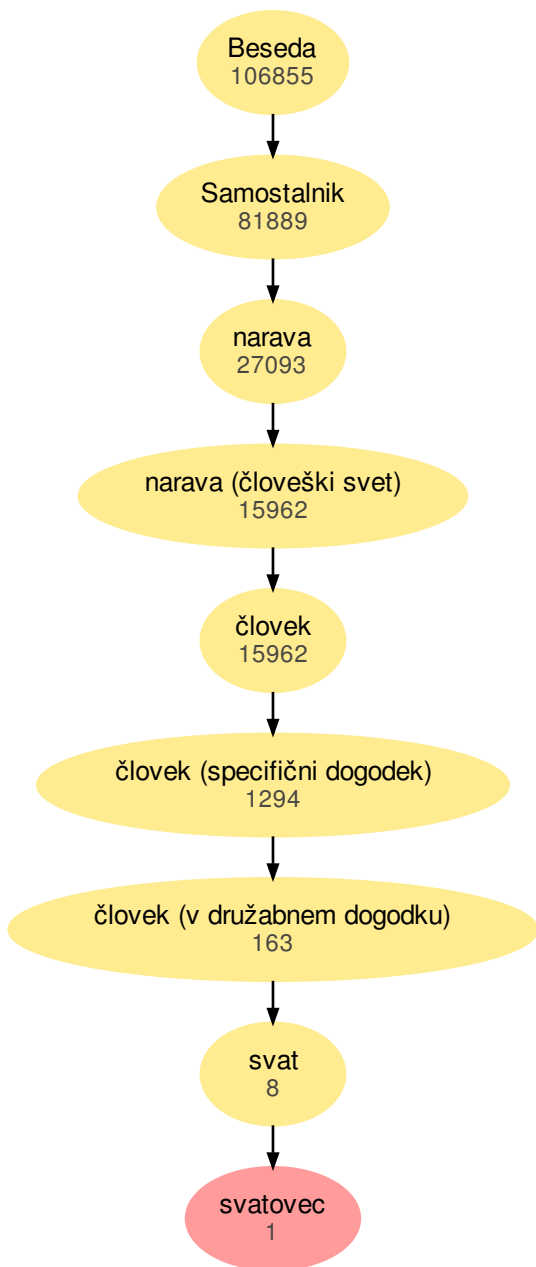 Beseda
106855
Samostalnik
81889
narava
27093
narava (človeški svet)
15962
človek
15962
človek (specifični dogodek)
1294
človek (v družabnem dogodku)
163
svat
8
svatovec
1